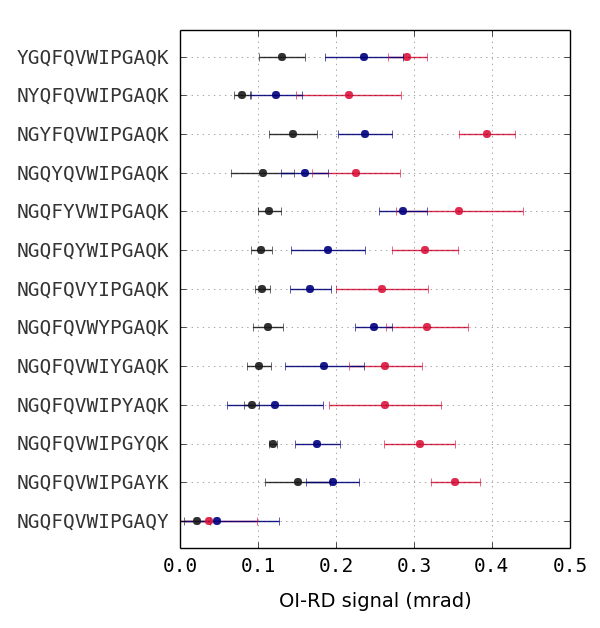 YGQFQVWIPGAQK
NYQFQVWIPGAQK
NGYFQVWIPGAQK
NGQYQVWIPGAQK
NGQFYVWIPGAQK
NGQFQYWIPGAQK
NGQFQVYIPGAQK
NGQFQVWYPGAQK
NGQFQVWIYGAQK
NGQFQVWIPYAQK
NGQFQVWIPGYQK
NGQFQVWIPGAYK
NGQFQVWIPGAQY
0.0 0.1 0.2 0.3 0.4 0.5
OI-RD signal (mrad)